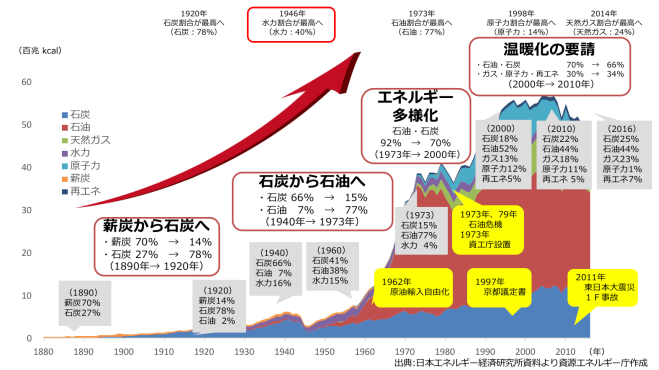 1920年
石炭割合が最高へ
(石炭：78%)
1946年
水力割合が最高へ
(水力：40%)
1973年
石油割合が最高へ
(石油：77%)
1998年
原子力割合が最高へ
(原子力：14%)
2014年
天然ガス割合が最高へ
(天然ガス：24%)
(百兆 kcal)
60
50
40
30
20
10
0
石炭
石油
天然ガス
水力
原子力
薪炭
再エネ
薪炭から石炭へ
・薪炭 70% → 14%
・石炭 27% → 78%
(1890年→ 1920年)
石炭から石油へ
・石炭 66% → 15%
・石油 7% → 77%
(1940年→ 1973年)
エネルギー
多様化
石油・石炭
92% → 70%
(1973年→ 2000年)
温暖化の要請
・石油・石炭 70% → 66%
・ガス・原子力・再エネ 30% → 34%
(2000年→ 2010年)
(1890)
薪炭70%
石炭27%
(1920)
薪炭14%
石炭78%
石油 2%
(1940)
石炭66%
石油 7%
水力16%
(1960)
石炭41%
石油38%
水力15%
(1973)
石炭15%
石油77%
水力 4%
(2000)
石炭18%
石油52%
ガス13%
原子力12%
再エネ5%
(2010)
石炭22%
石油44%
ガス18%
原子力11%
再エネ 5%
(2016)
石炭25%
石油44%
ガス23%
原子力1%
再エネ7%
1973年、79年
石油危機
1973年
資工庁設置
1962年
原油輸入自由化
1997年
京都議定書
2011年
東日本大震災
１Ｆ事故
1880
1890
1900
1910
1920
1930
1940
1950
1960
1970
1980
1990
2000
2010
(年)
出典:日本エネルギー経済研究所資料より資源エネルギー庁作成